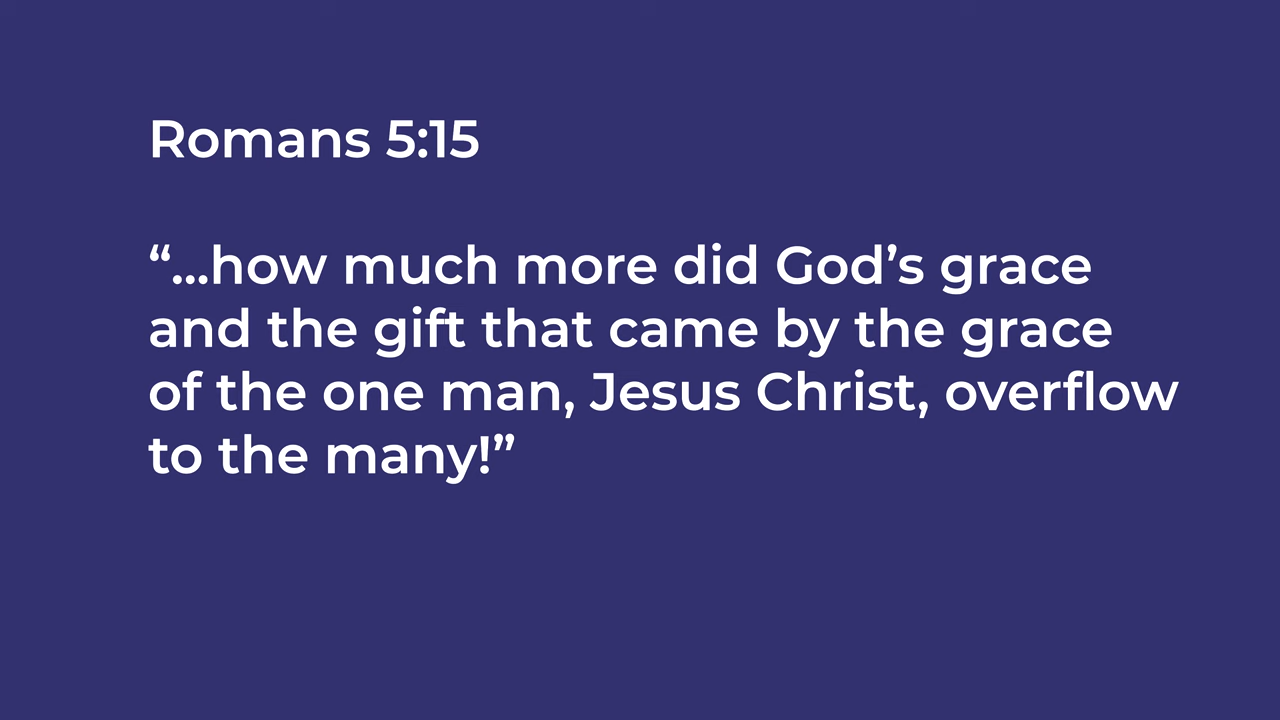 Romans 5:15
“...how much more did God’s grace
and the gift that came by the grace
of the one man, Jesus Christ, overflow
to the many!”